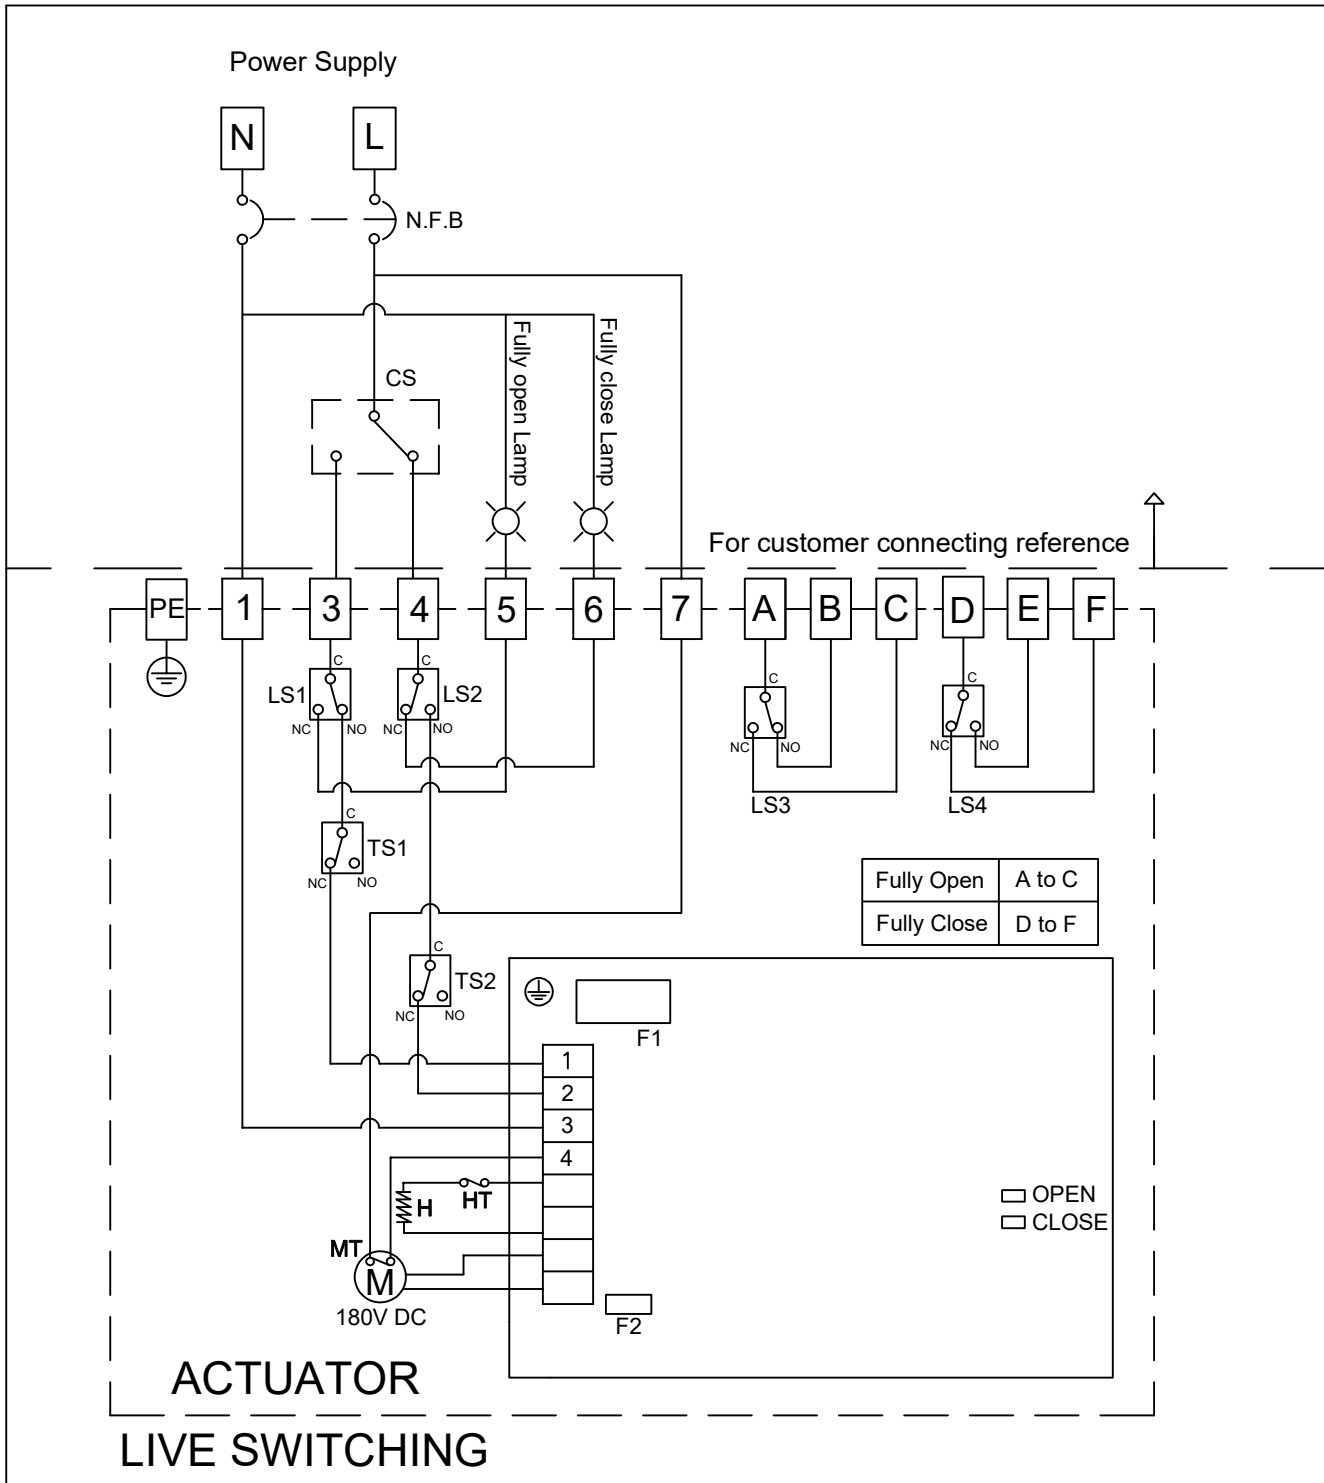 Power Supply
N
L
N.F.B
CS
Fully open Lamp
Fully close Lamp
For customer connecting reference
PE
1
3
4
5
6
7
A
B
C
D
E
F
C
LS1
NC
NO
C
LS2
NC
NO
C
NC
NO
LS3
C
NC
NO
LS4
C
TS1
NC
NO
Fully Open A to C
Fully Close D to F
C
TS2
NC
NO
F1
1
2
3
4
H
HT
MT
M
180V DC
F2
OPEN
CLOSE
ACTUATOR
LIVE SWITCHING